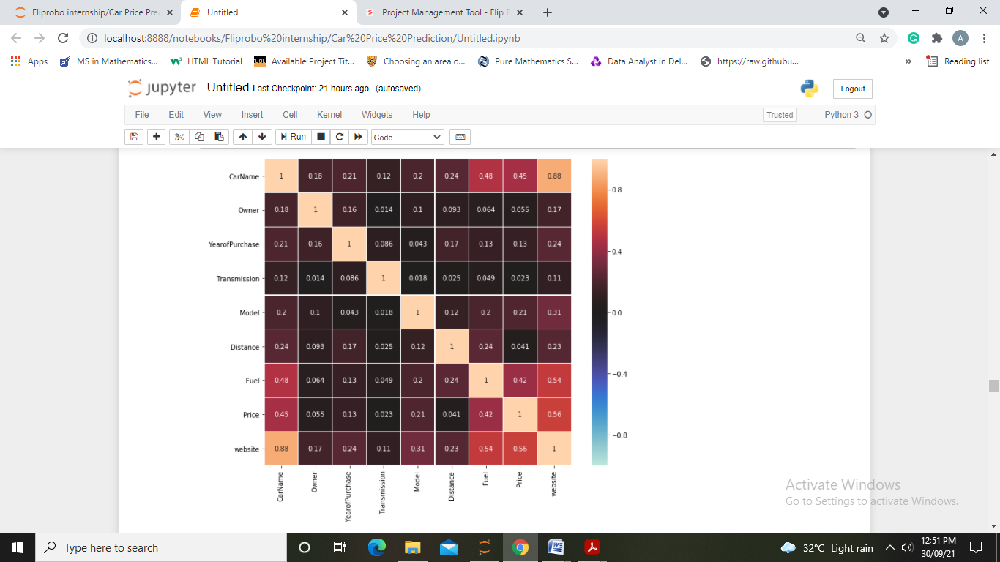 Fliprobo internship/Car Price Pre
Untitled
Project Management Tool - Flip R
localhost:8888/notebooks/Fliprobo%20internship/Car%20Price%20Prediction/Untitled.ipynb
A
Apps MS in Mathematics... HTML Tutorial Available Project Tit... Choosing an area o... Pure Mathematics S... Data Analyst in Del... https://raw.githubu... » Reading list
jupyter Untitled Last Checkpoint: 21 hours ago (autosaved) Logout
File Edit View Insert Cell Kernel Widgets Help Trusted Python 3
Run Code
CarName 1 0.18 0.21 0.12 0.2 0.24 0.48 0.45 0.88
Owner 0.18 1 0.16 0.014 0.1 0.093 0.064 0.055 0.17
YearofPurchase 0.21 0.16 1 0.086 0.043 0.17 0.13 0.13 0.24
Transmission 0.12 0.014 0.086 1 0.018 0.025 0.049 0.023 0.11
Model 0.2 0.1 0.043 0.018 1 0.12 0.2 0.21 0.31
Distance 0.24 0.093 0.17 0.025 0.12 1 0.24 0.041 0.23
Fuel 0.48 0.064 0.13 0.049 0.2 0.24 1 0.42 0.54
Price 0.45 0.055 0.13 0.023 0.21 0.041 0.42 1 0.56
website 0.88 0.17 0.24 0.11 0.31 0.23 0.54 0.56 1
CarName Owner YearofPurchase Transmission Model Distance Fuel Price website
0.8
0.4
0.0
−0.4
−0.8
Activate Windows
Go to Settings to activate Windows.
Type here to search
32°C Light rain
12:51 PM
30/09/21